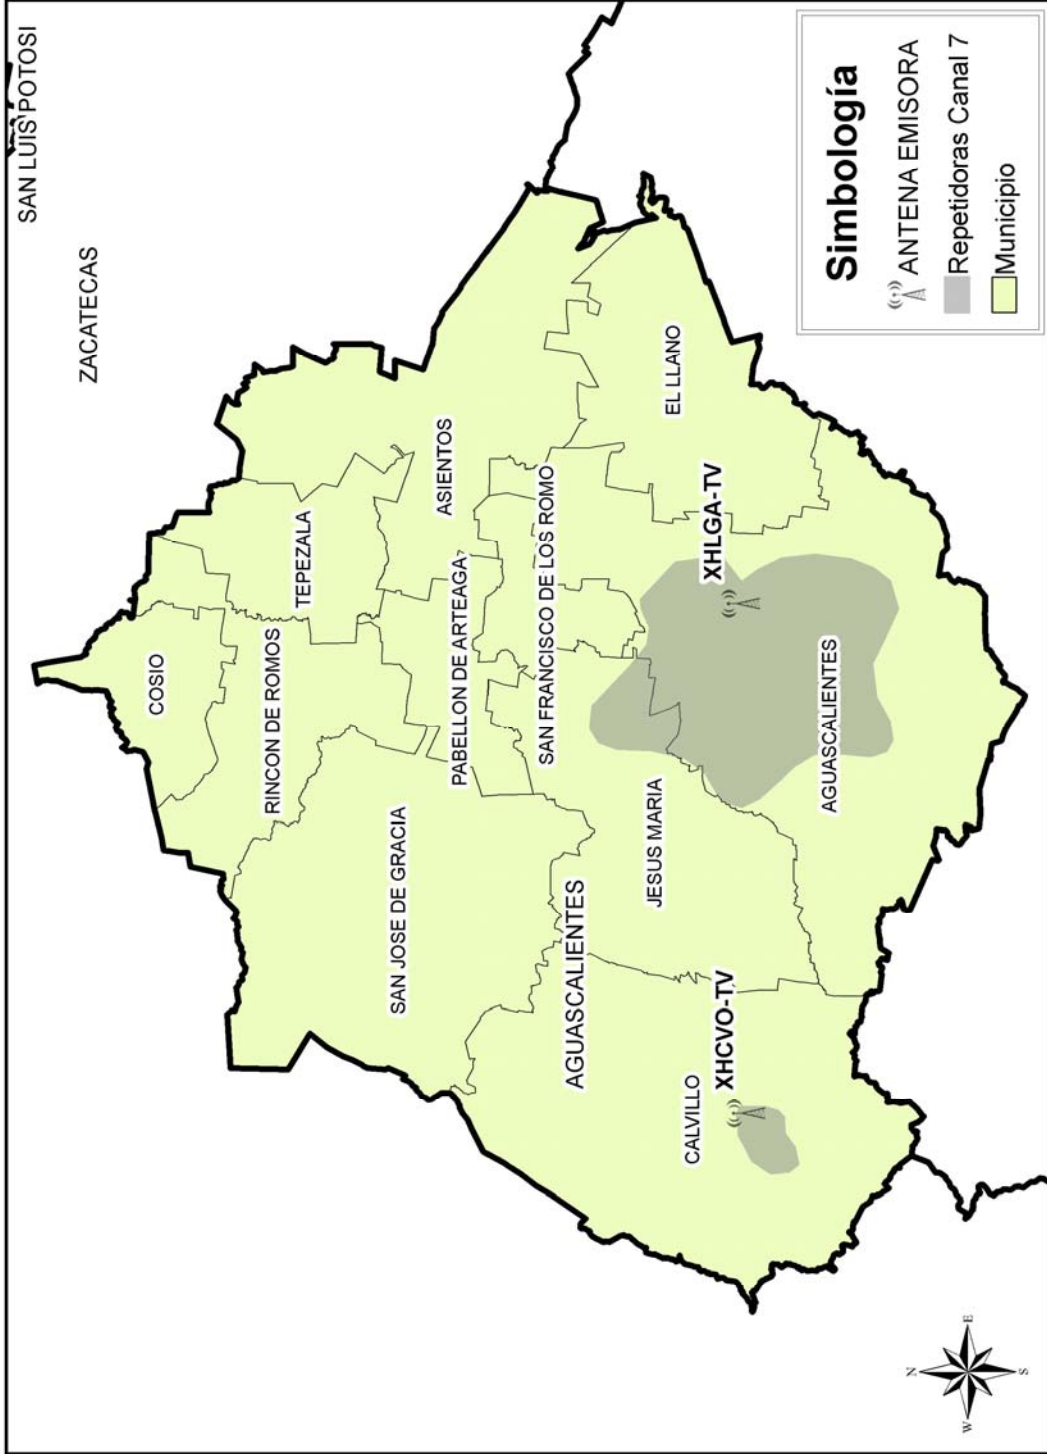 SAN LUIS POTOSI
ZACATECAS
COSIO
RINCON DE ROMOS
TEPEZALA
SAN JOSE DE GRACIA
ASIENTOS
PABELLON DE ARTEAGA
SAN FRANCISCO DE LOS ROMO
AGUASCALIENTES
JESUS MARIA
EL LLANO
CALVILLO
XHCVO-TV
XHLGA-TV
AGUASCALIENTES
Simbología
ANTENA EMISORA
Repetidoras Canal 7
Municipio
N
W
E
S